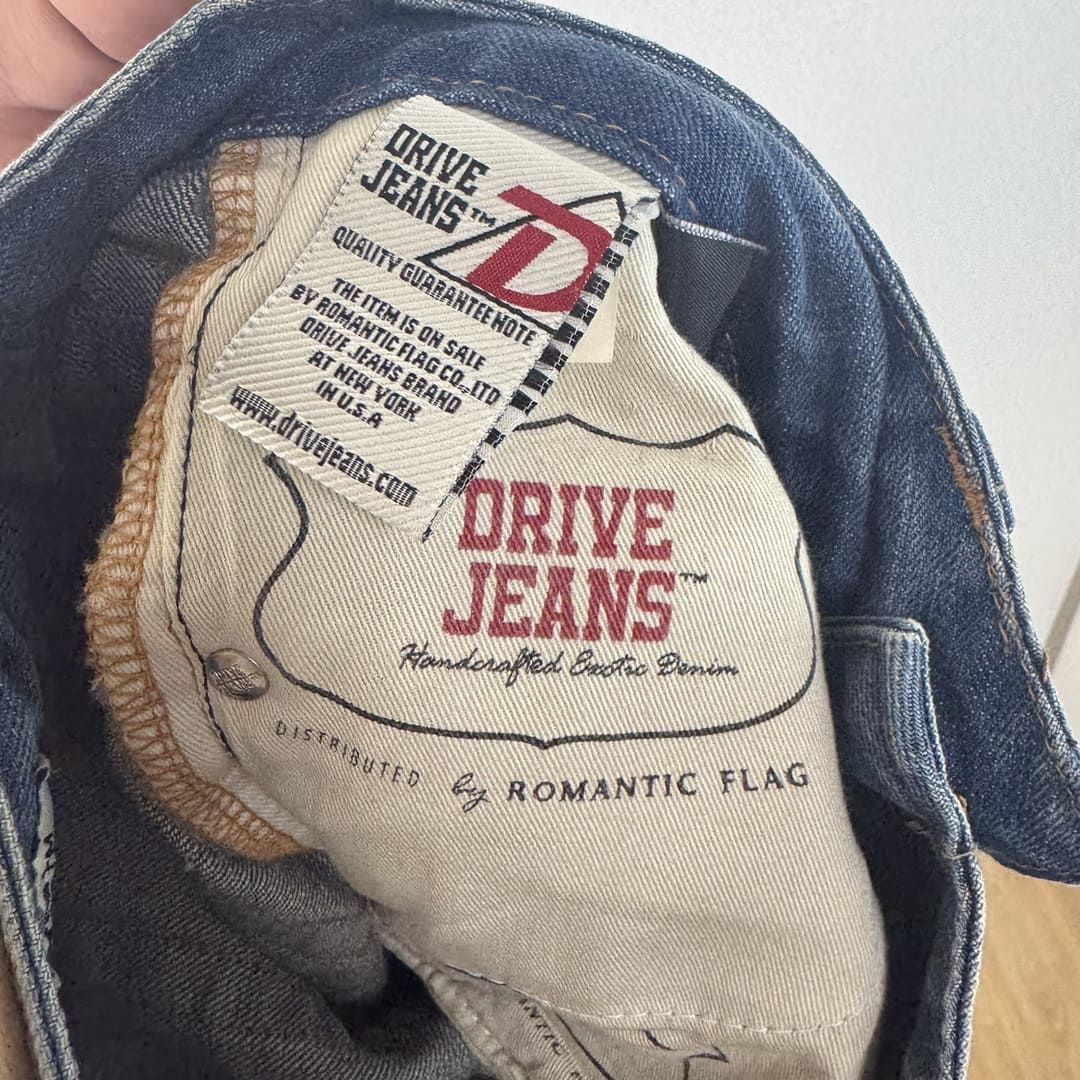 DRIVE
JEANS™
D
QUALITY GUARANTEE NOTE
THE ITEM IS ON SALE
BY ROMANTIC FLAG CO., LTD
DRIVE JEANS BRAND
AT NEW YORK
IN U.S.A
www.drivejeans.com
DRIVE
JEANS™
Handcrafted Exotic Denim
DISTRIBUTED by ROMANTIC FLAG